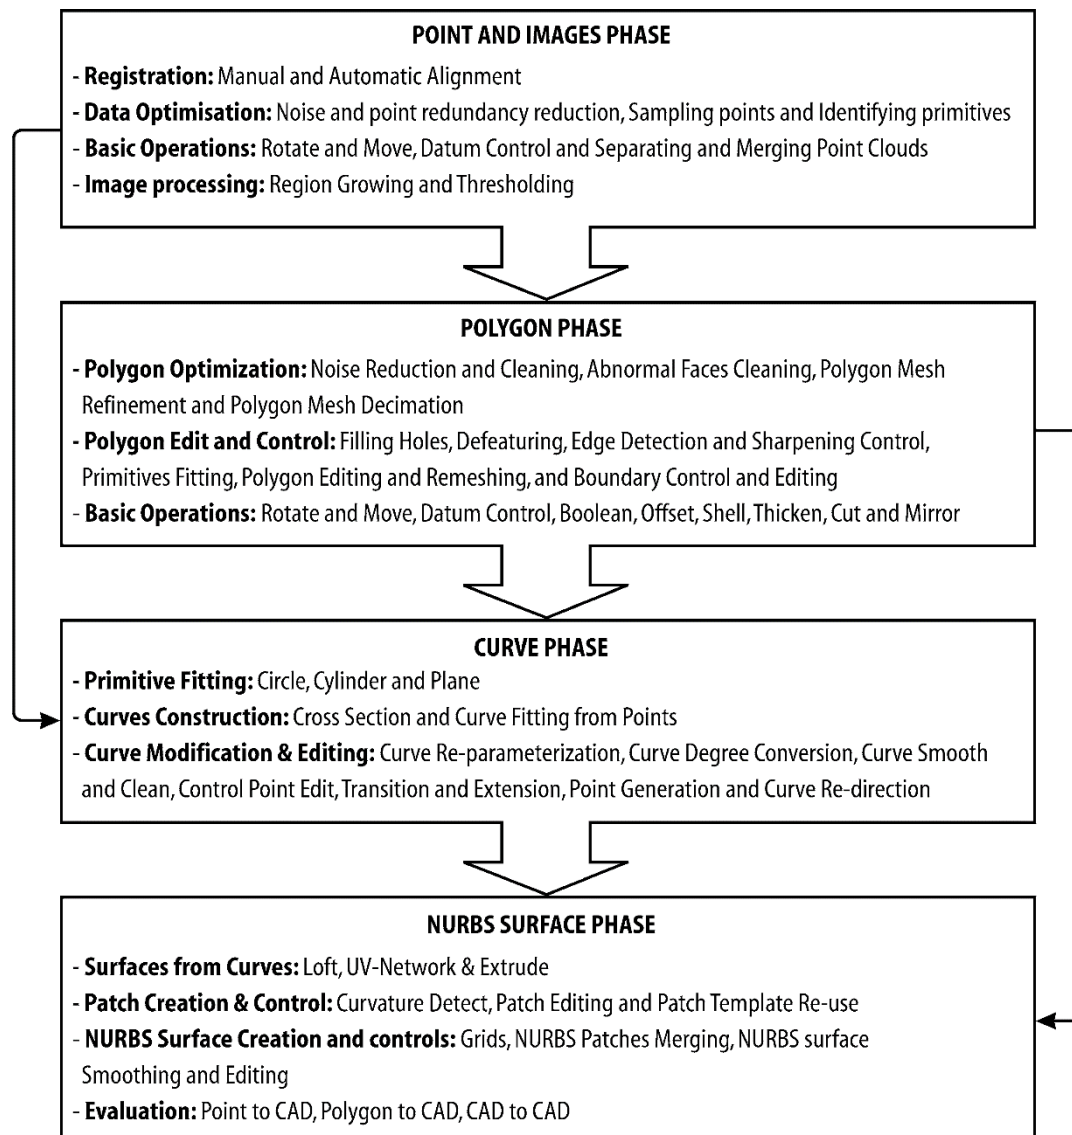 POINT AND IMAGES PHASE
- Registration: Manual and Automatic Alignment
- Data Optimisation: Noise and point redundancy reduction, Sampling points and Identifying primitives
- Basic Operations: Rotate and Move, Datum Control and Separating and Merging Point Clouds
- Image processing: Region Growing and Thresholding
POLYGON PHASE
- Polygon Optimization: Noise Reduction and Cleaning, Abnormal Faces Cleaning, Polygon Mesh
Refinement and Polygon Mesh Decimation
- Polygon Edit and Control: Filling Holes, Defeaturing, Edge Detection and Sharpening Control,
Primitives Fitting, Polygon Editing and Remeshing, and Boundary Control and Editing
- Basic Operations: Rotate and Move, Datum Control, Boolean, Offset, Shell, Thicken, Cut and Mirror
CURVE PHASE
- Primitive Fitting: Circle, Cylinder and Plane
- Curves Construction: Cross Section and Curve Fitting from Points
- Curve Modification & Editing: Curve Re-parameterization, Curve Degree Conversion, Curve Smooth
and Clean, Control Point Edit, Transition and Extension, Point Generation and Curve Re-direction
NURBS SURFACE PHASE
- Surfaces from Curves: Loft, UV-Network & Extrude
- Patch Creation & Control: Curvature Detect, Patch Editing and Patch Template Re-use
- NURBS Surface Creation and controls: Grids, NURBS Patches Merging, NURBS surface
Smoothing and Editing
- Evaluation: Point to CAD, Polygon to CAD, CAD to CAD